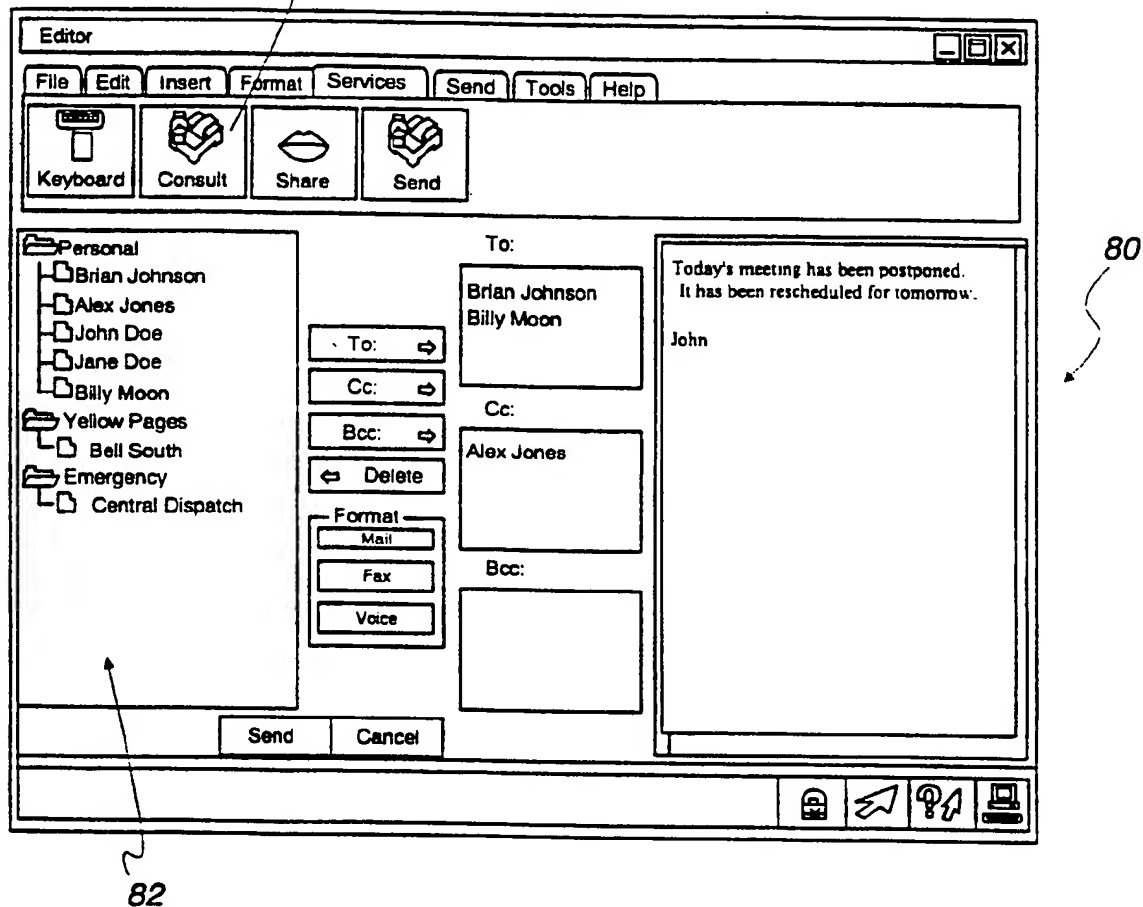 Editor
File Edit Insert Format Services Send Tools Help
Keyboard Consult Share Send
Personal
Brian Johnson
Alex Jones
John Doe
Jane Doe
Billy Moon
Yellow Pages
Bell South
Emergency
Central Dispatch
To:
Cc:
Bcc:
Delete
Format
Mail
Fax
Voice
Send Cancel
To:
Brian Johnson
Billy Moon
Cc:
Alex Jones
Bcc:
Today's meeting has been postponed.
It has been rescheduled for tomorrow.
John
80
82